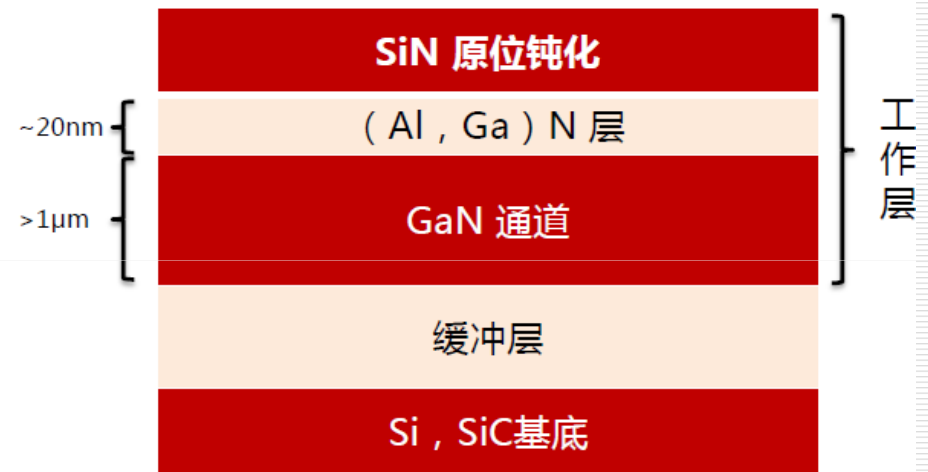 SiN 原位钝化
~20nm
（Al，Ga）N 层
>1μm
GaN 通道
缓冲层
Si，SiC基底
工作层